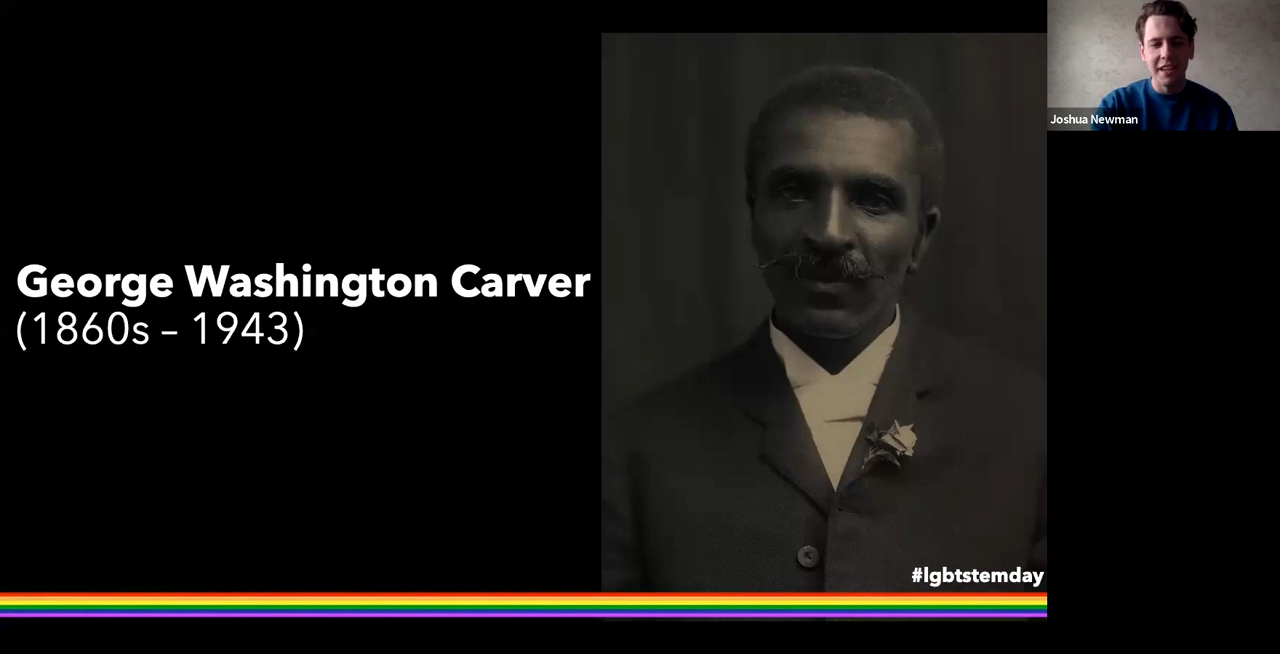 George Washington Carver
(1860s – 1943)
#lgbtstemday
Joshua Newman